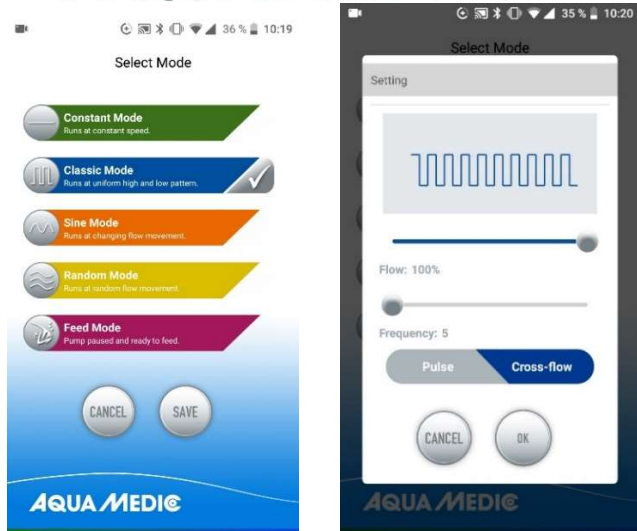 36 % 10:19
Select Mode
Constant Mode
Runs at constant speed.
Classic Mode
Runs at uniform high and low pattern.
Sine Mode
Runs at changing flow movement.
Random Mode
Runs at random flow movement.
Feed Mode
Pump paused and ready to feed.
CANCEL
SAVE
AQUA MEDIC
35 % 10:20
Select Mode
Setting
Flow: 100%
Frequency: 5
Pulse
Cross-flow
CANCEL
OK
AQUA MEDIC